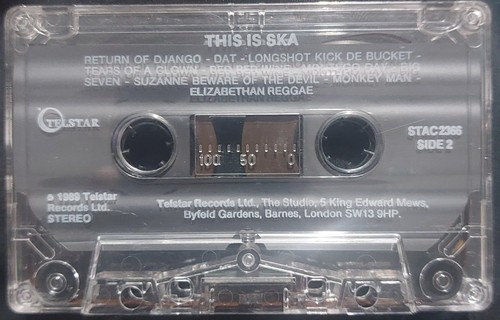 THIS IS SKA
RETURN OF DJANGO - DAT - LONGSHOT KICK DE BUCKET -
TEARS OF A CLOWN - RED RED WINE - MONTEGO BAY - BIG
SEVEN - SUZANNE BEWARE OF THE DEVIL - MONKEY MAN -
ELIZABETHAN REGGAE
TELSTAR
STAC 2366
SIDE 2
100 50 0
℗ 1989 Telstar
Records Ltd.
STEREO
Telstar Records Ltd., The Studio, 5 King Edward Mews,
Byfeld Gardens, Barnes, London SW13 9HP.